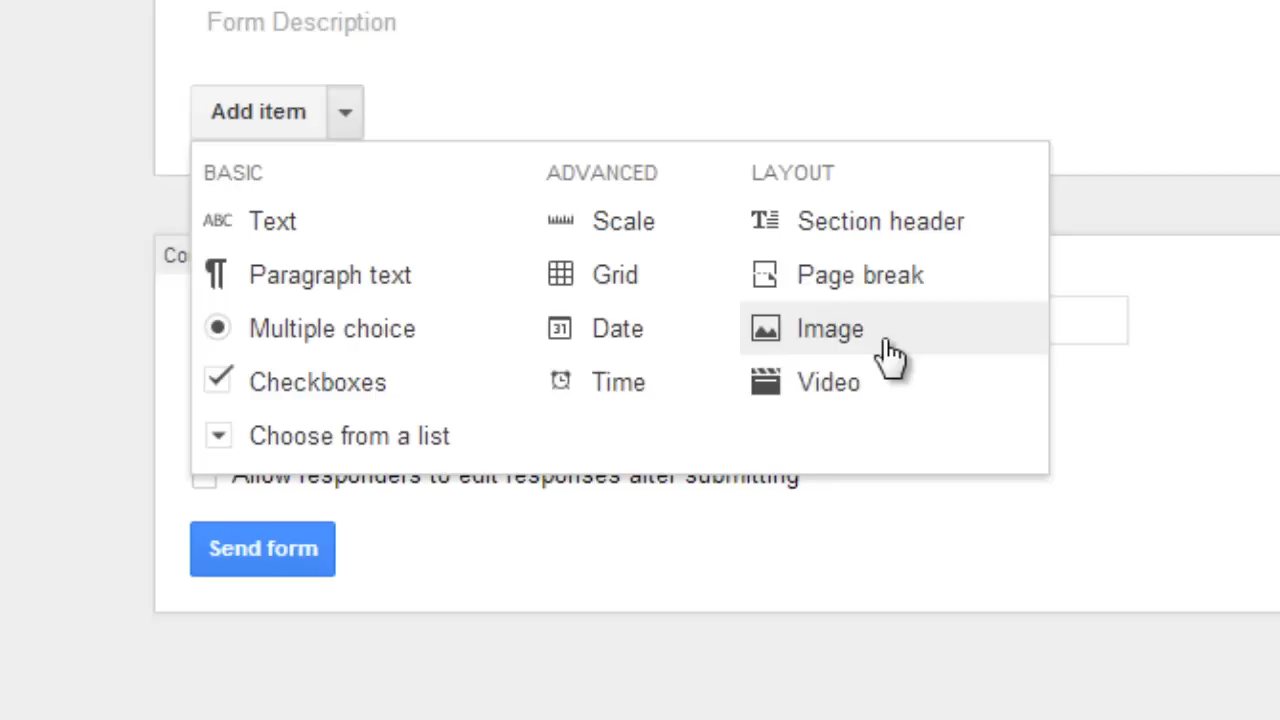 Form Description
Add item
BASIC ADVANCED LAYOUT
ABC Text Scale Section header
Paragraph text Grid Page break
Multiple choice 31 Date Image
Checkboxes Time Video
Choose from a list
Allow responders to edit responses after submitting
Send form